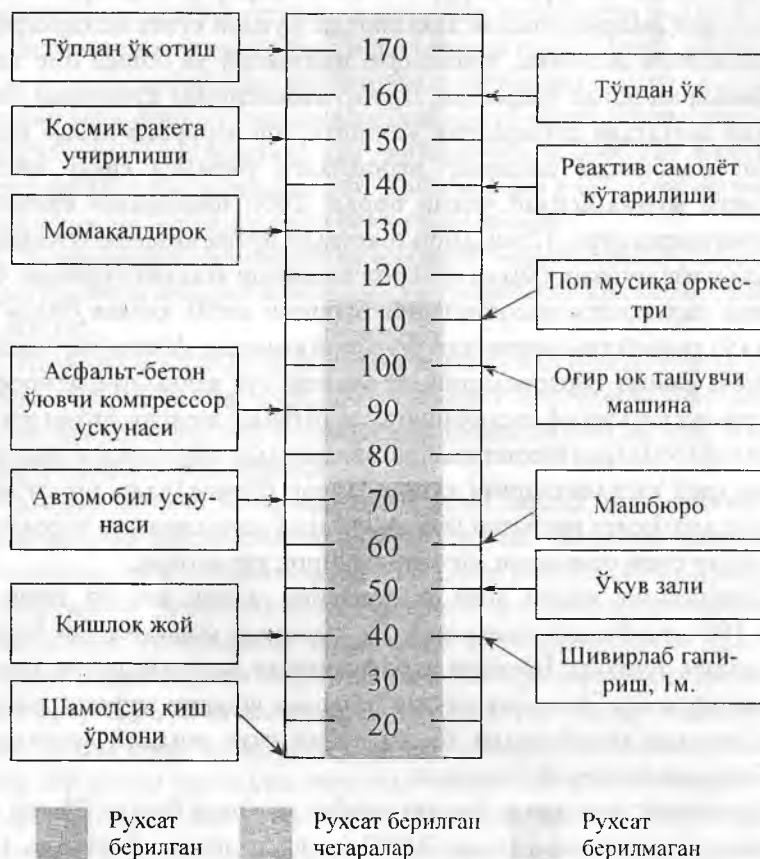 Тўпдан ўқ отиш
Космик ракета
учирилиши
Момақалдироқ
Асфальт-бетон
ўювчи компрессор
ускунаси
Автомобил уску-
наси
Қишлоқ жой
Шамолсиз қиш
ўрмони
170
160
150
140
130
120
110
100
90
80
70
60
50
40
30
20
Тўпдан ўқ
Реактив самолёт
кўтарилиши
Поп мусиқа оркес-
три
Оғир юк ташувчи
машина
Машбюро
Ўқув зали
Шивирлаб гапи-
риш, 1м.
Рухсат
берилган
Рухсат берилган
чегаралар
Рухсат
берилмаган